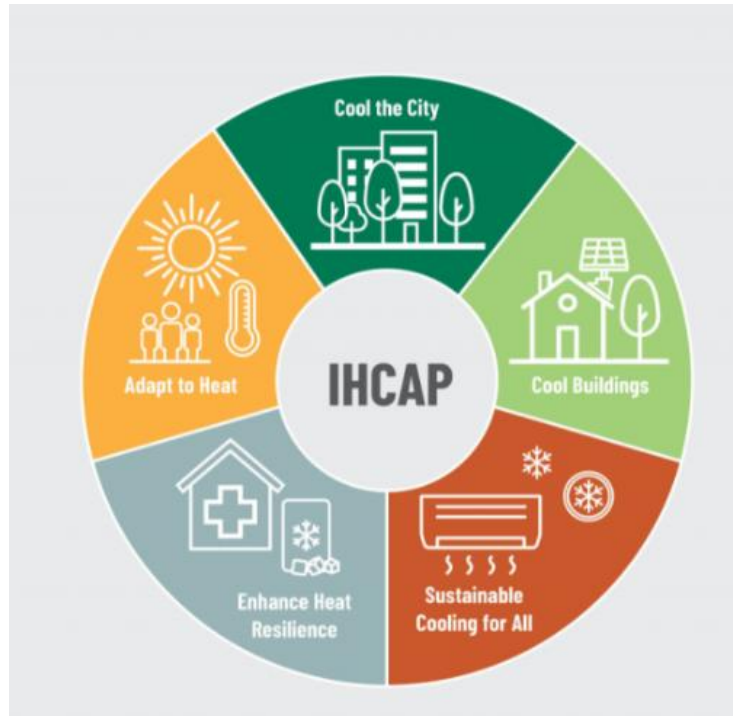 Cool the City
Cool Buildings
Sustainable
Cooling for All
Enhance Heat
Resilience
Adapt to Heat
IHCAP